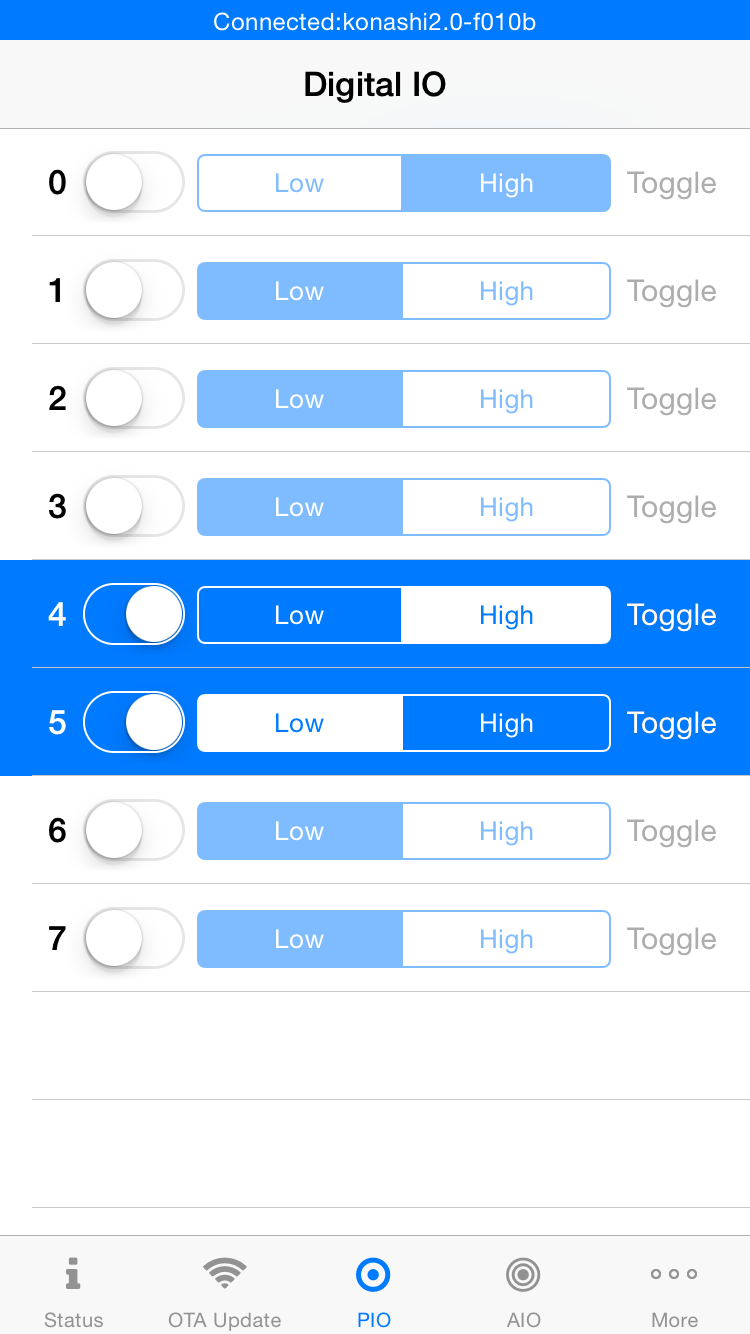 Connected:konashi2.0-f010b
Digital IO
0 Low High Toggle
1 Low High Toggle
2 Low High Toggle
3 Low High Toggle
4 Low High Toggle
5 Low High Toggle
6 Low High Toggle
7 Low High Toggle
Status OTA Update PIO AIO More